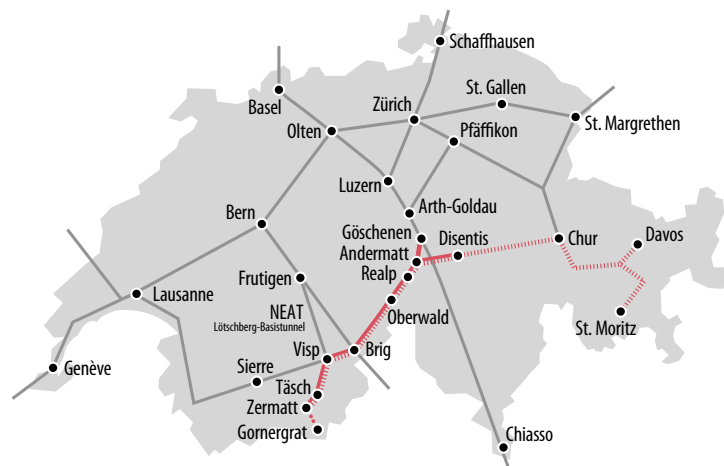 Schaffhausen
St. Gallen
Basel
Zürich
St. Margrethen
Olten
Pfäffikon
Luzern
Arth-Goldau
Bern
Göschenen
Disentis
Chur
Davos
Andermatt
Frutigen
Realp
Lausanne
NEAT
Lötschberg-Basistunnel
Oberwald
St. Moritz
Visp
Brig
Genève
Sierre
Täsch
Zermatt
Gornergrat
Chiasso